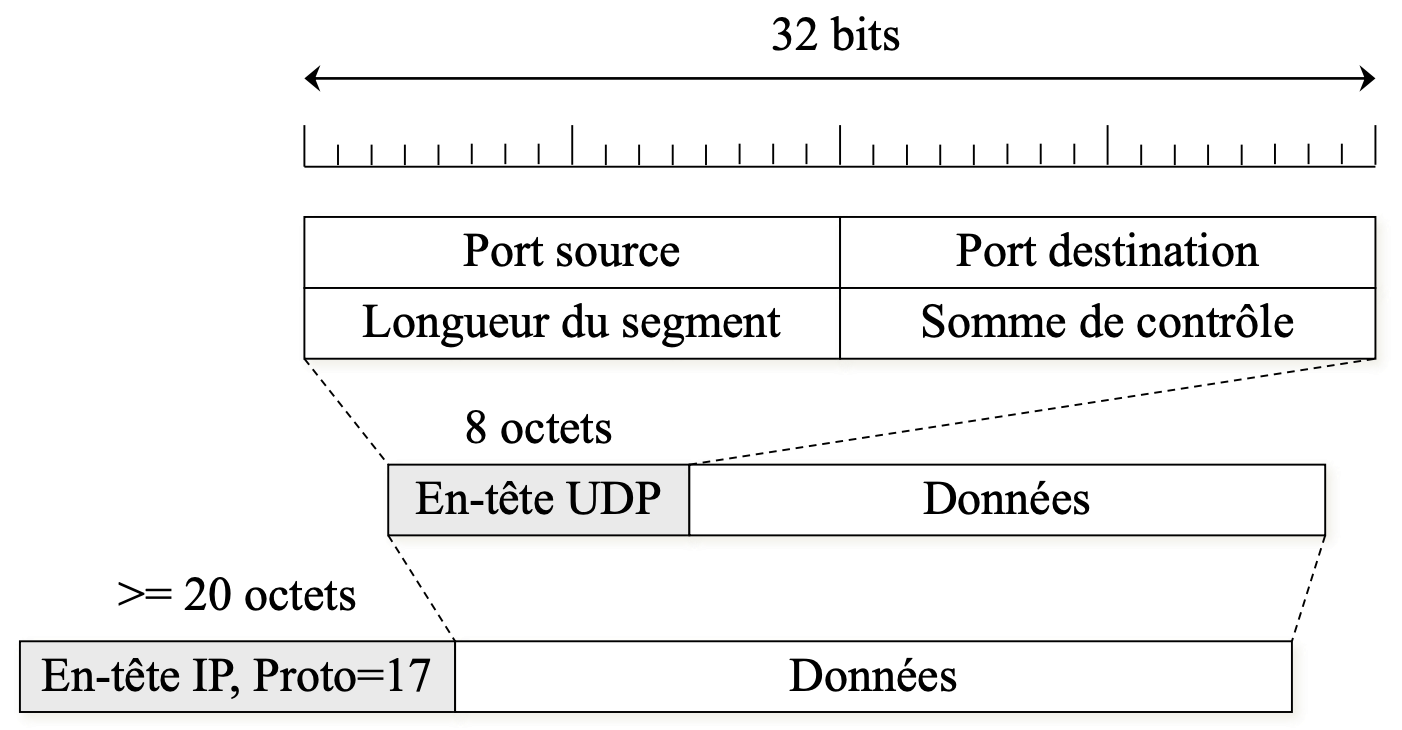 32 bits
Port source
Port destination
Longueur du segment
Somme de contrôle
8 octets
En-tête UDP
Données
>= 20 octets
En-tête IP, Proto=17
Données